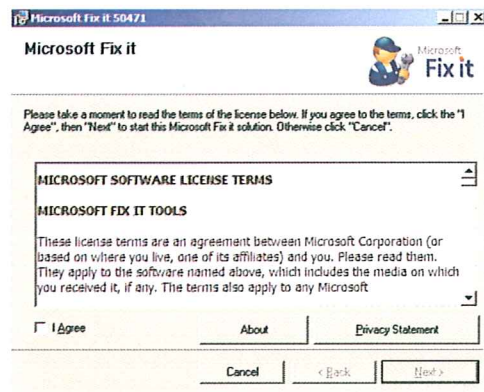 Microsoft Fix it 50471
Microsoft Fix it
Microsoft
Fix it
Please take a moment to read the terms of the license below. If you agree to the terms, click the "I
Agree", then "Next" to start this Microsoft Fix it solution. Otherwise click "Cancel".
MICROSOFT SOFTWARE LICENSE TERMS
MICROSOFT FIX IT TOOLS
These license terms are an agreement between Microsoft Corporation (or
based on where you live, one of its affiliates) and you. Please read them.
They apply to the software named above, which includes the media on which
you received it, if any. The terms also apply to any Microsoft
I Agree
About
Privacy Statement
Cancel
< Back
Next >